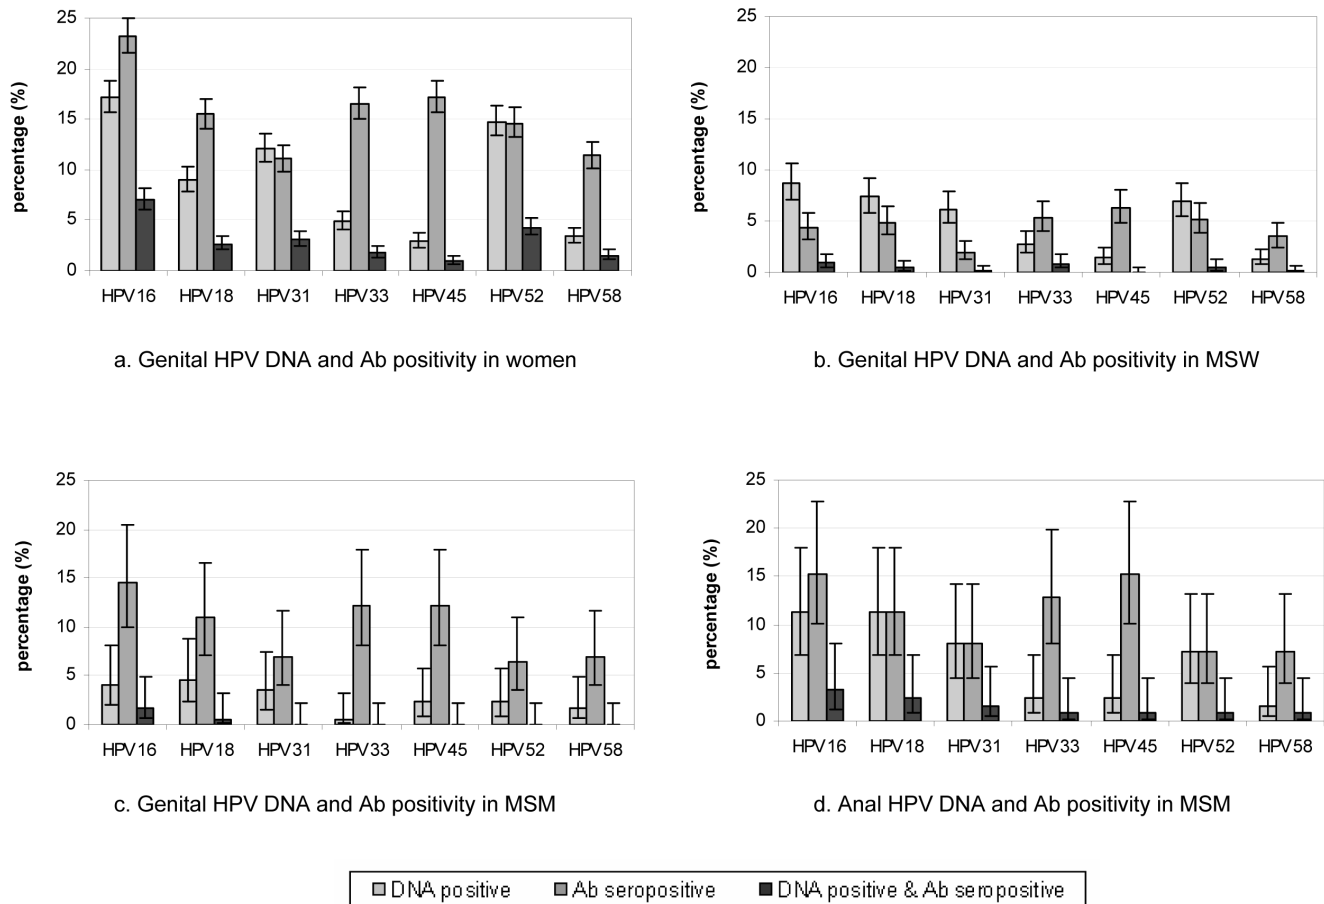 25
20
15
10
5
0
percentage (%)
HPV16 HPV18 HPV31 HPV33 HPV45 HPV52 HPV58
a. Genital HPV DNA and Ab positivity in women
25
20
15
10
5
0
percentage (%)
HPV16 HPV18 HPV31 HPV33 HPV45 HPV52 HPV58
b. Genital HPV DNA and Ab positivity in MSW
25
20
15
10
5
0
percentage (%)
HPV16 HPV18 HPV31 HPV33 HPV45 HPV52 HPV58
c. Genital HPV DNA and Ab positivity in MSM
25
20
15
10
5
0
percentage (%)
HPV16 HPV18 HPV31 HPV33 HPV45 HPV52 HPV58
d. Anal HPV DNA and Ab positivity in MSM
DNA positive Ab seropositive DNA positive & Ab seropositive